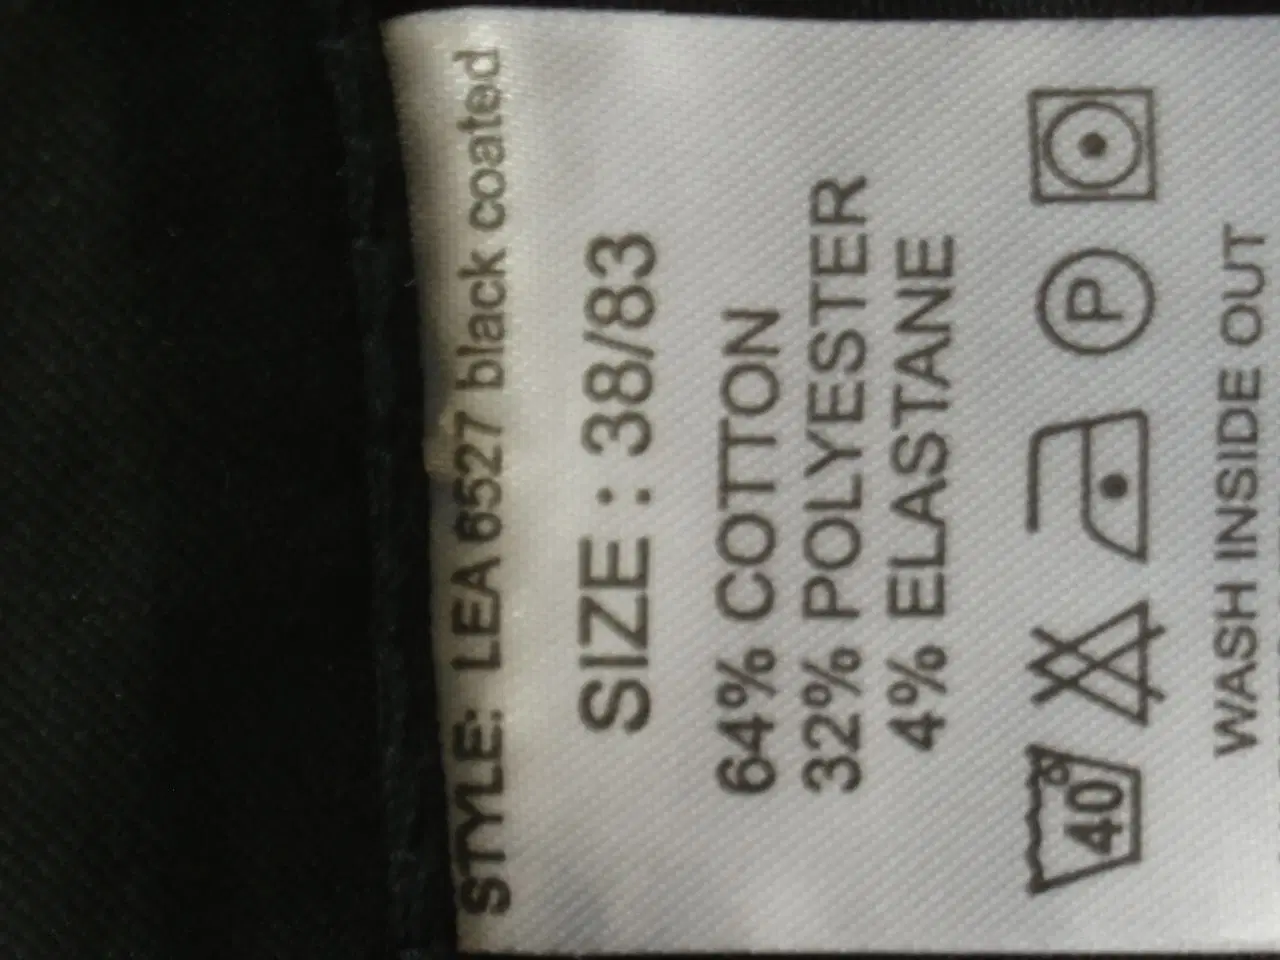 STYLE: LEA 6527 black coated
SIZE : 38/83
64% COTTON
32% POLYESTER
4% ELASTANE
40° P
WASH INSIDE OUT